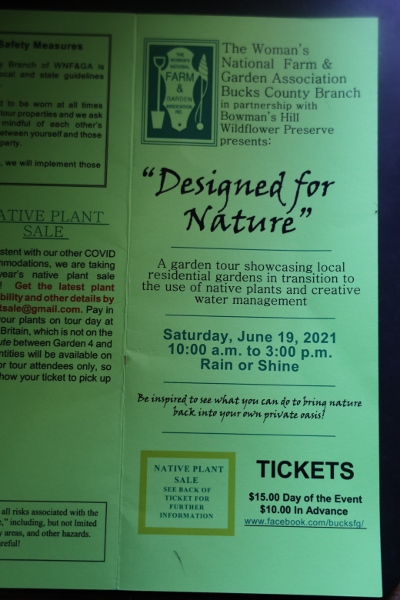 Safety Measures
y Branch of WNF&GA is
local and state guidelines
d to be worn at all times
tour properties and we ask
mindful of each other's
between yourself and those
party.
, we will implement those
ATIVE PLANT
SALE
stent with our other COVID
mmodations, we are taking
year's native plant sale
! Get the latest plant
bility and other details by
tsale@gmail.com. Pay in
your plants on tour day at
Britain, which is not on the
ute between Garden 4 and
ntities will be available on
or tour attendees only, so
how your ticket to pick up
all risks associated with the
," including, but not limited
y areas, and other hazards.
areful!
THE
WOMAN'S
NATIONAL
FARM
&
GARDEN
ASSOCIATION
INC.
The Woman's
National Farm &
Garden Association
Bucks County Branch
in partnership with
Bowman's Hill
Wildflower Preserve
presents:
"Designed for
Nature"
A garden tour showcasing local
residential gardens in transition to
the use of native plants and creative
water management
Saturday, June 19, 2021
10:00 a.m. to 3:00 p.m.
Rain or Shine
Be inspired to see what you can do to bring nature
back into your own private oasis!
NATIVE PLANT
SALE
SEE BACK OF
TICKET FOR
FURTHER
INFORMATION
TICKETS
$15.00 Day of the Event
$10.00 In Advance
www.facebook.com/bucksfg/